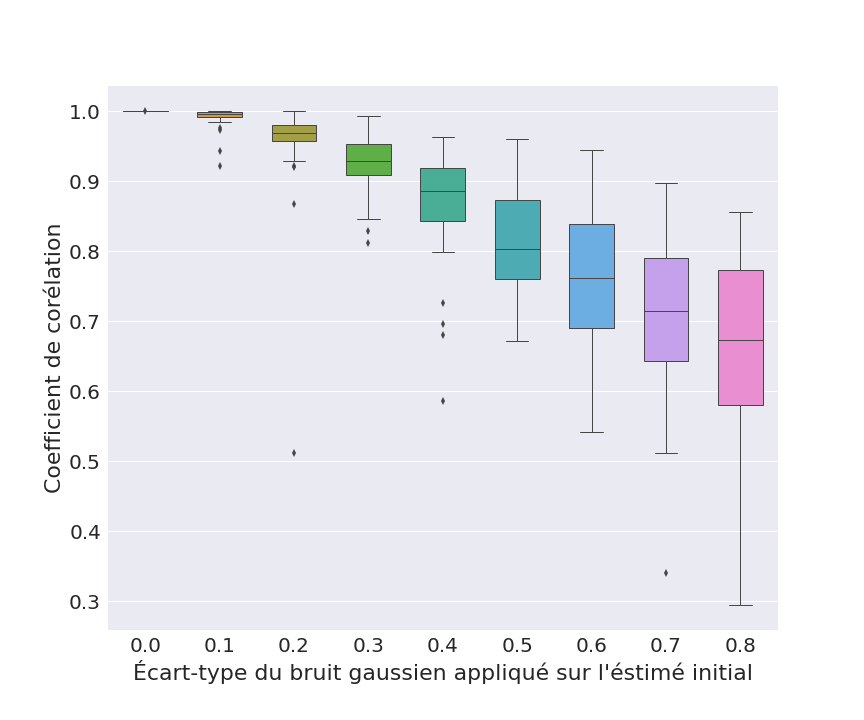 1.0
0.9
0.8
0.7
0.6
0.5
0.4
0.3
Coefficient de corélation
0.0 0.1 0.2 0.3 0.4 0.5 0.6 0.7 0.8
Écart-type du bruit gaussien appliqué sur l'éstimé initial